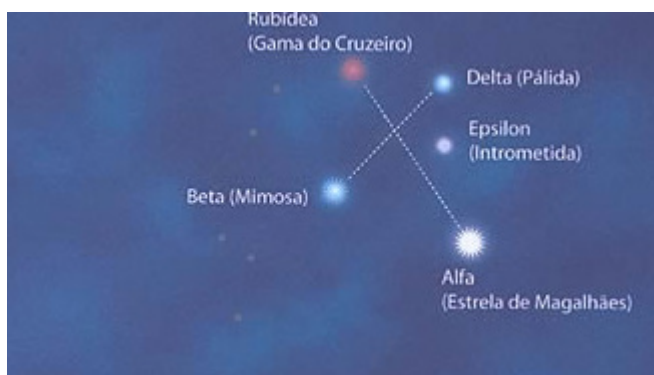 Rubídea
(Gama do Cruzeiro)
Delta (Pálida)
Epsilon
(Intrometida)
Beta (Mimosa)
Alfa
(Estrela de Magalhães)